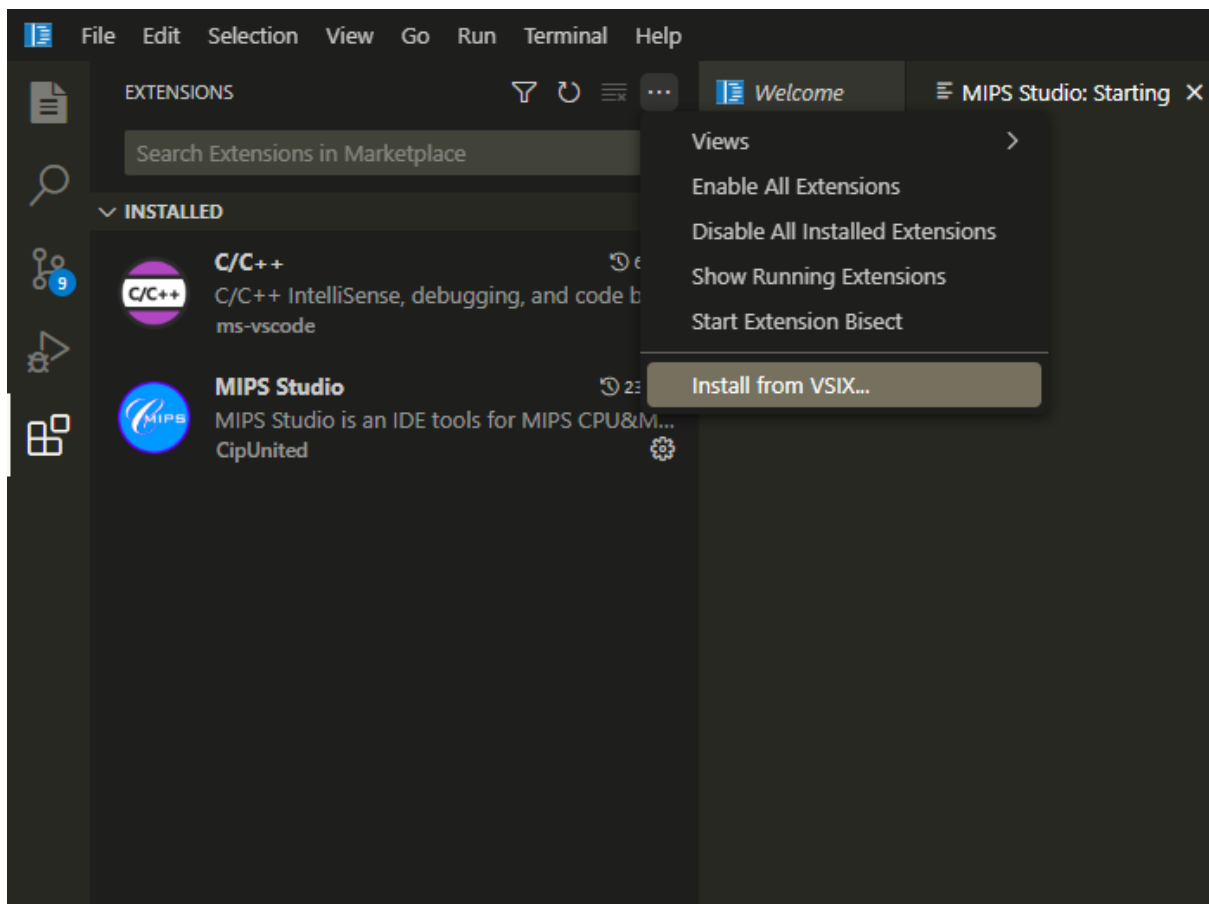 File Edit Selection View Go Run Terminal Help
EXTENSIONS
Welcome
MIPS Studio: Starting
Search Extensions in Marketplace
Views
Enable All Extensions
Disable All Installed Extensions
Show Running Extensions
Start Extension Bisect
Install from VSIX...
INSTALLED
C/C++
C/C++
C/C++ IntelliSense, debugging, and code b
ms-vscode
9
MIPS
MIPS Studio
MIPS Studio is an IDE tools for MIPS CPU&M...
CipUnited